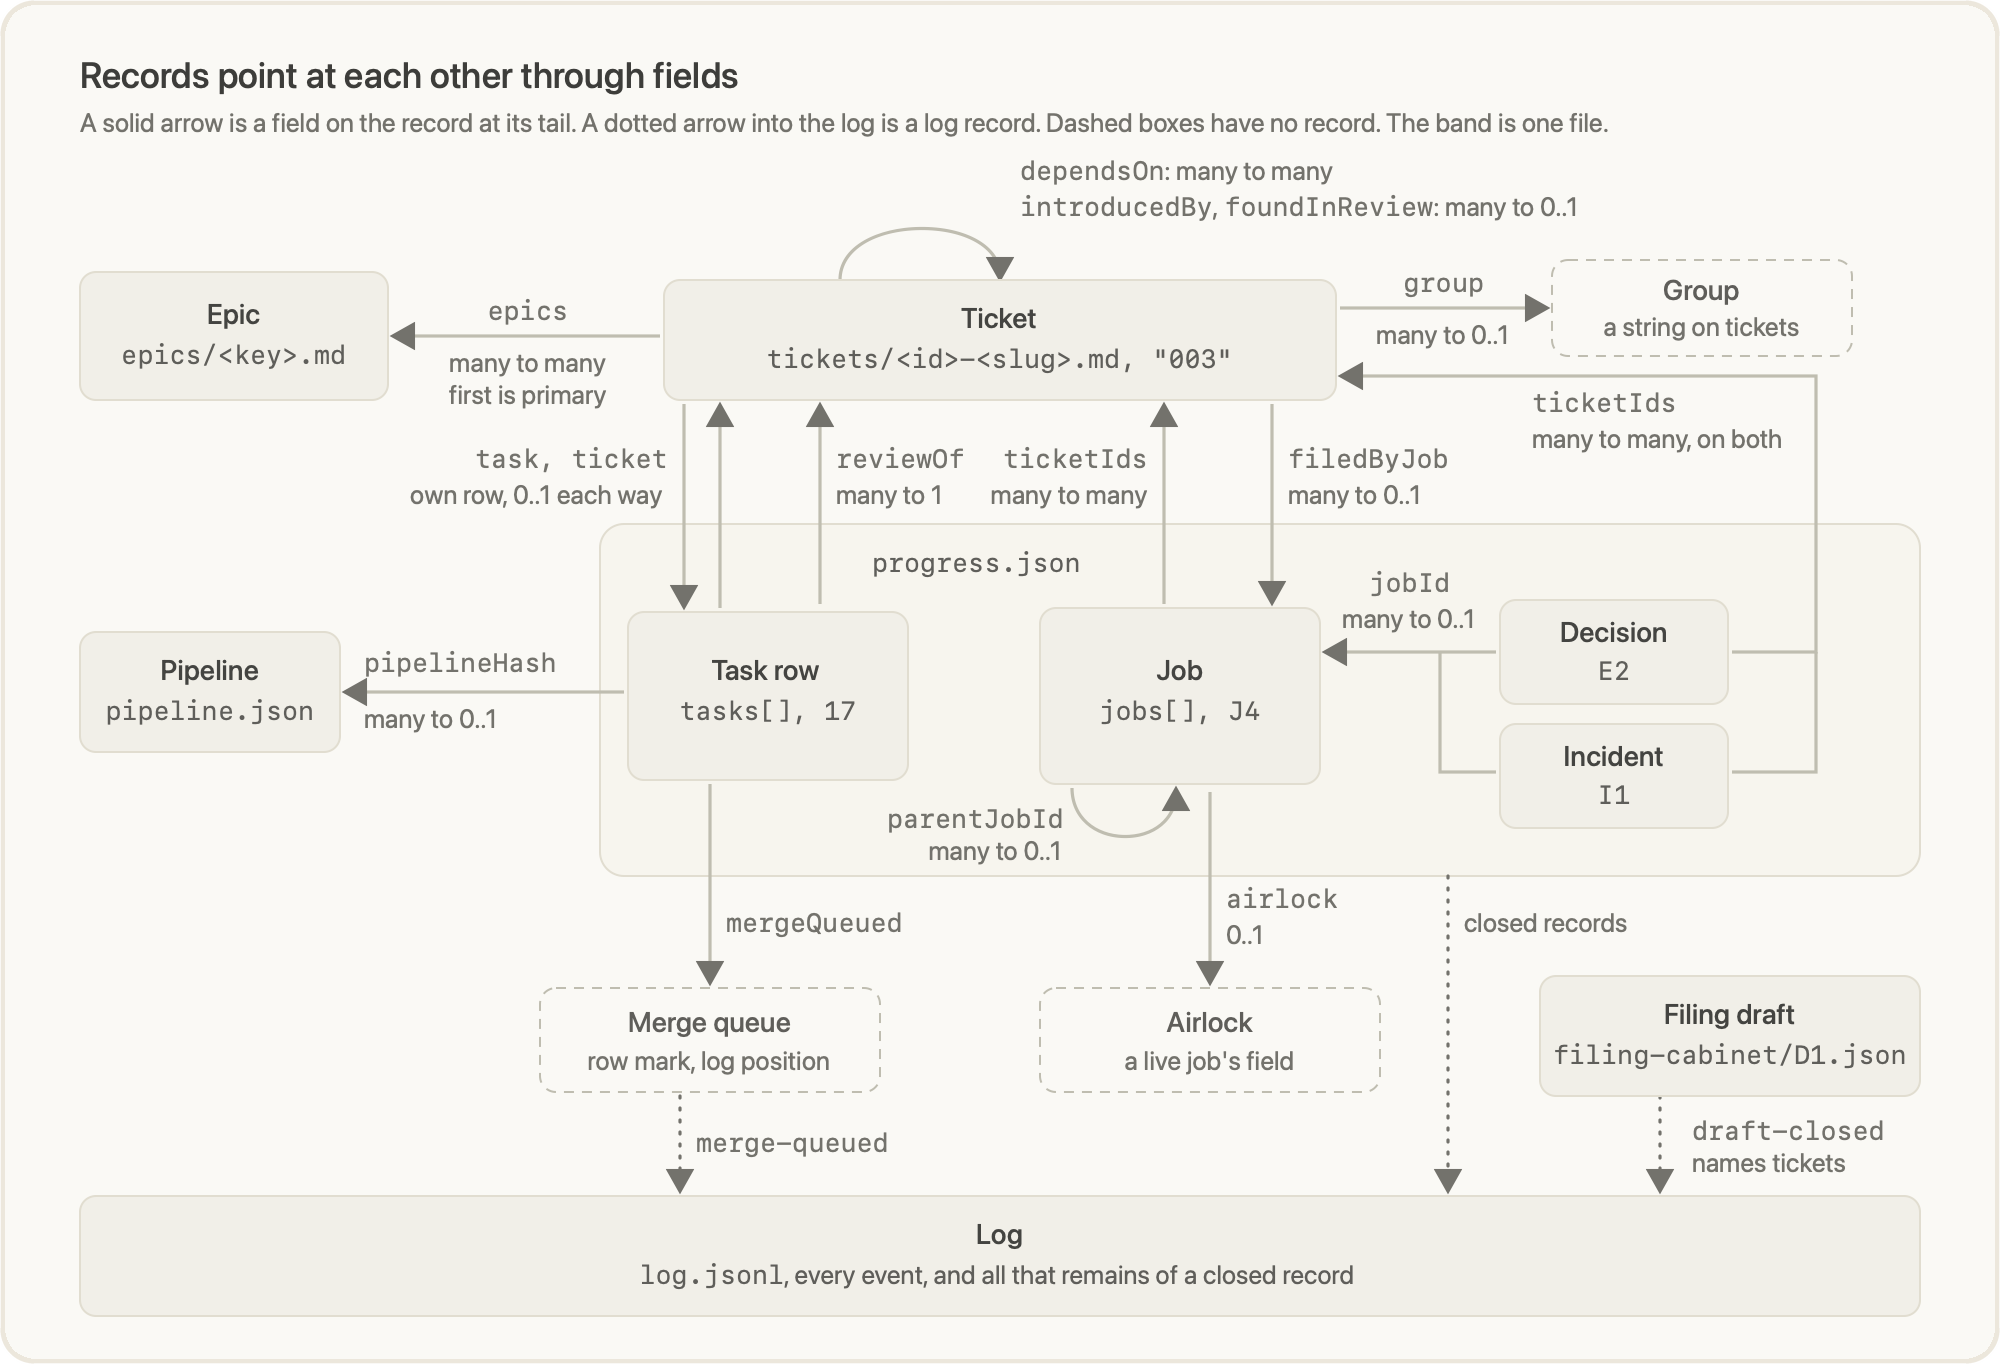 Records point at each other through fields
A solid arrow is a field on the record at its tail. A dotted arrow into the log is a log record. Dashed boxes have no record. The band is one file.
dependsOn: many to many
introducedBy, foundInReview: many to 0..1
Epic
epics/<key>.md
epics
many to many
first is primary
Ticket
tickets/<id>-<slug>.md, "003"
group
many to 0..1
Group
a string on tickets
ticketIds
many to many, on both
task, ticket
own row, 0..1 each way
reviewOf
many to 1
ticketIds
many to many
filedByJob
many to 0..1
progress.json
Pipeline
pipeline.json
pipelineHash
many to 0..1
Task row
tasks[], 17
Job
jobs[], J4
jobId
many to 0..1
Decision
E2
Incident
I1
parentJobId
many to 0..1
mergeQueued
airlock
0..1
closed records
Merge queue
row mark, log position
Airlock
a live job's field
Filing draft
filing-cabinet/D1.json
merge-queued
draft-closed
names tickets
Log
log.jsonl, every event, and all that remains of a closed record